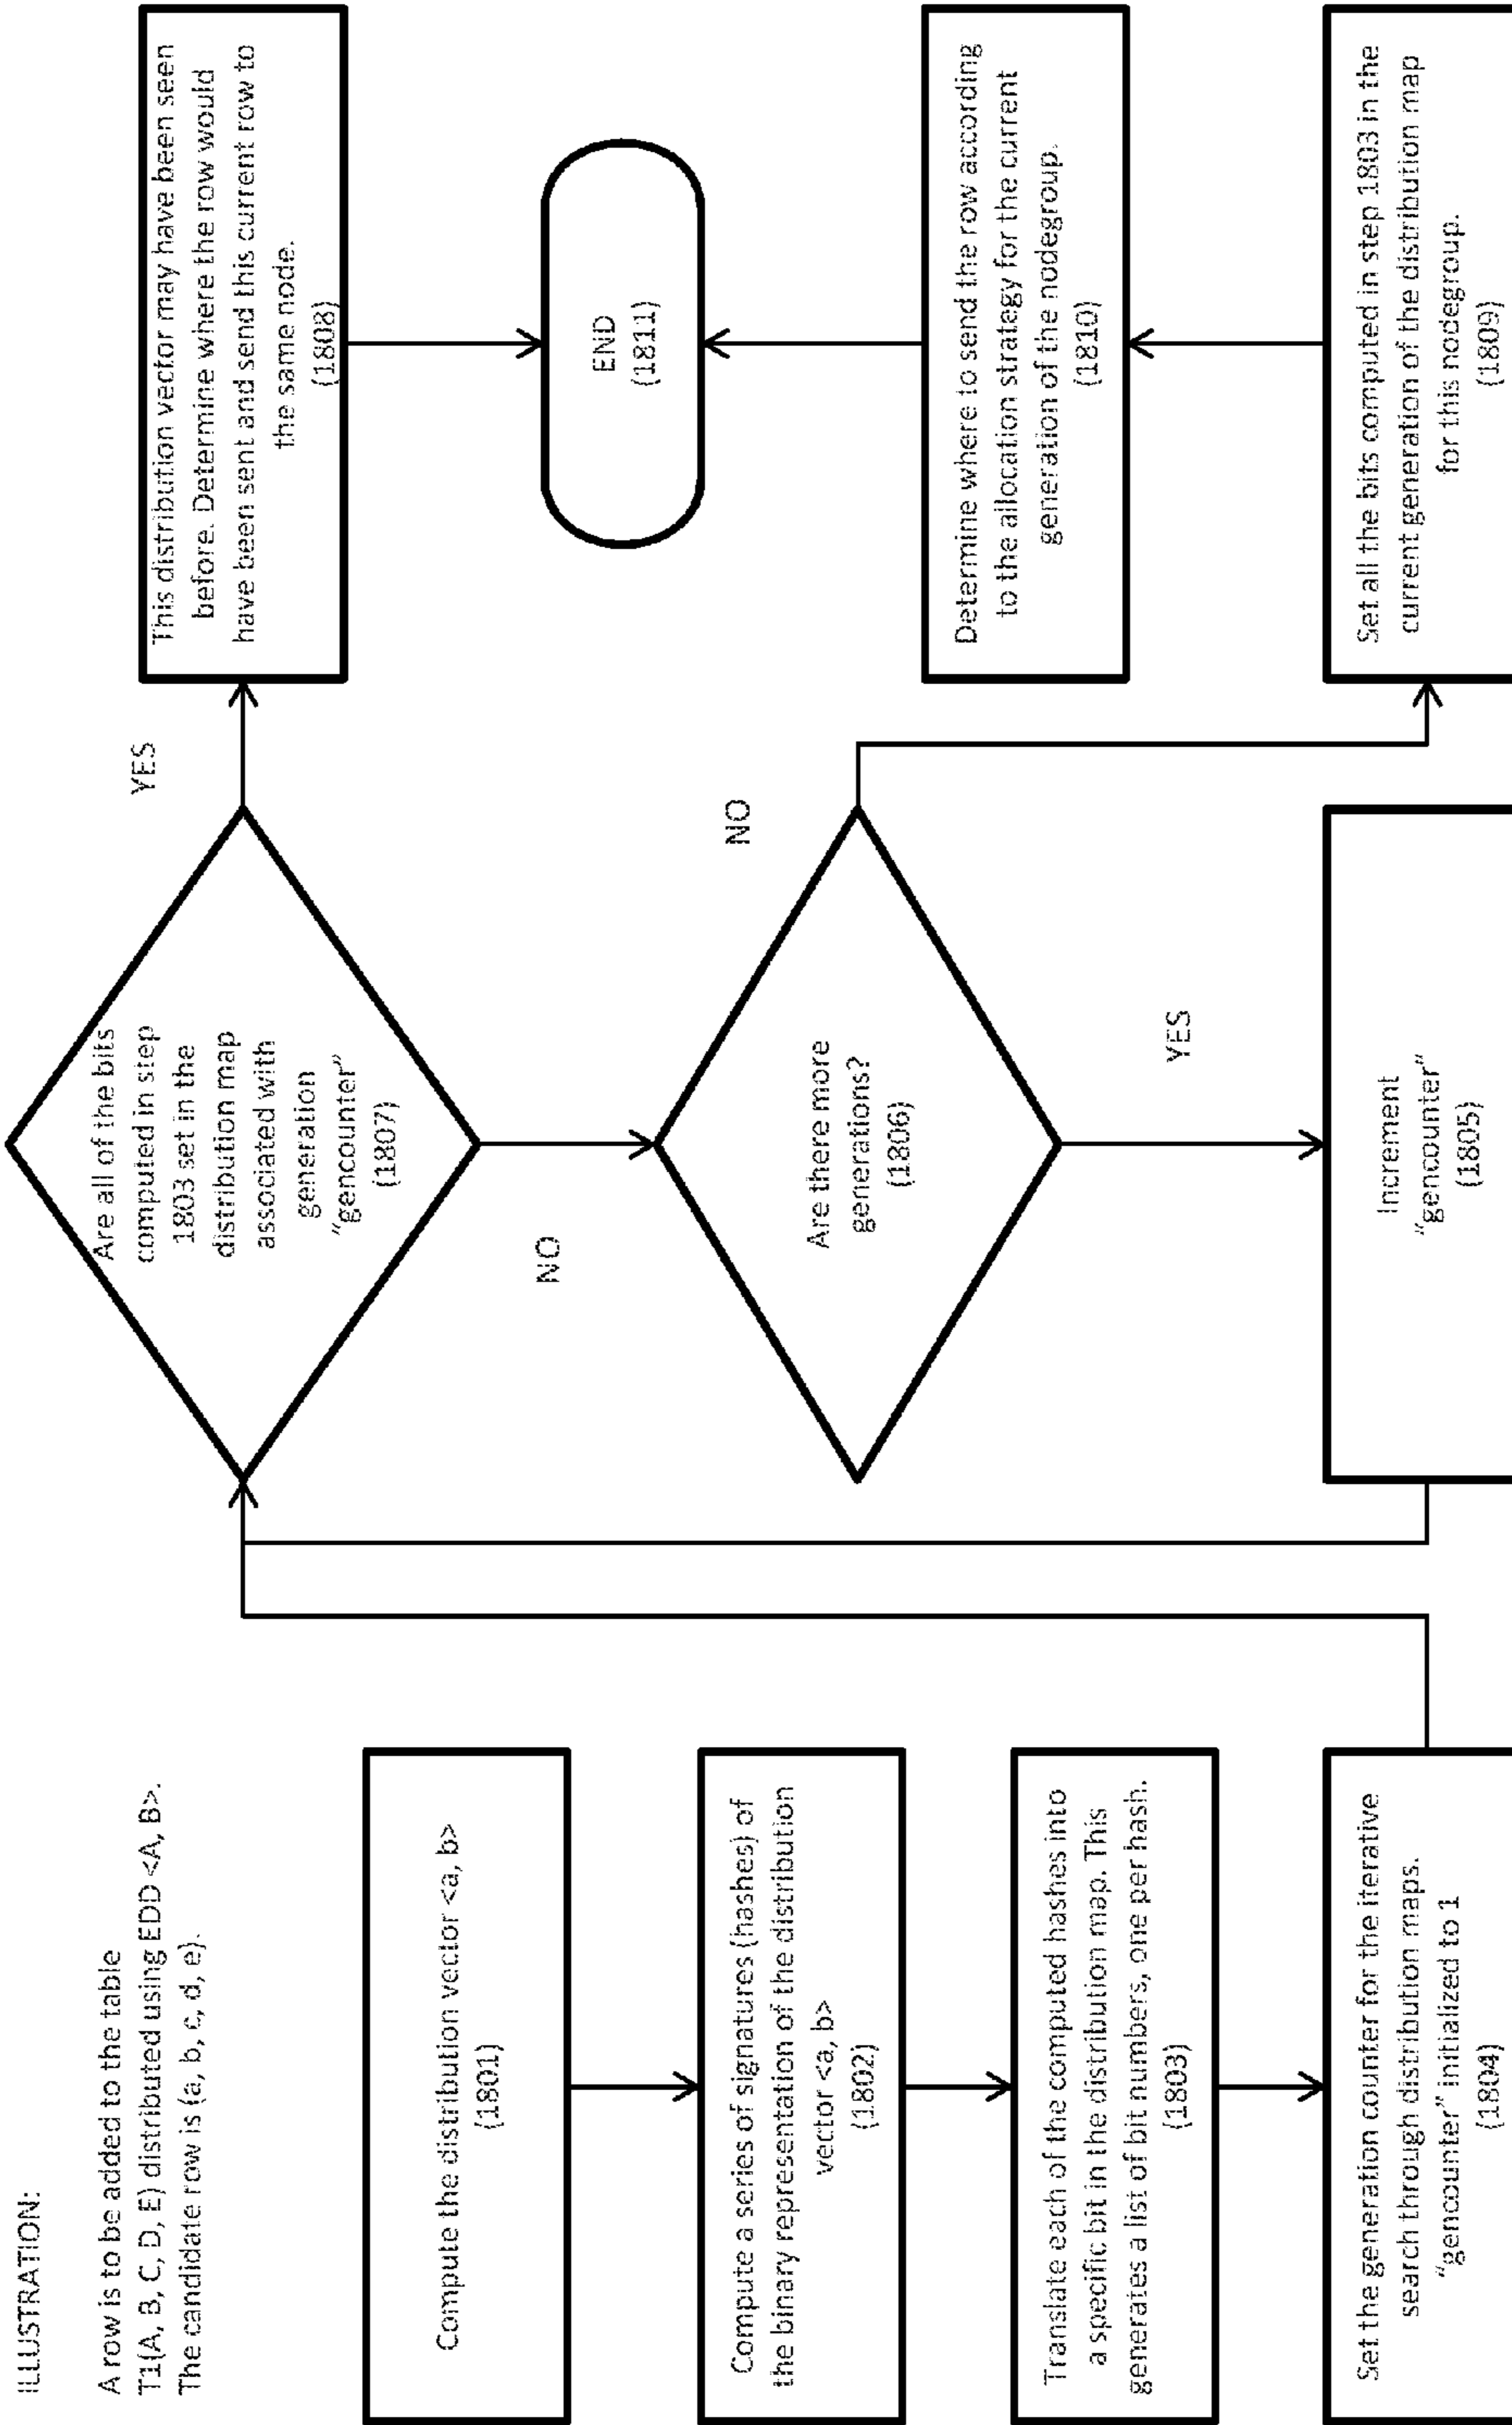 ILLUSTRATION:
A row is to be added to the table
T1(A, B, C, D, E) distributed using EDD <A, B>.
The candidate row is (a, b, c, d, e).
Compute the distribution vector <a, b>
(1801)
Compute a series of signatures (hashes) of
the binary representation of the distribution
vector <a, b>
(1802)
Translate each of the computed hashes into
a specific bit in the distribution map. This
generates a list of bit numbers, one per hash.
(1803)
Set the generation counter for the iterative
search through distribution maps.
"gencounter" initialized to 1
(1804)
Are all of the bits
computed in step
1803 set in the
distribution map
associated with
generation
"gencounter"
(1807)
YES
NO
Are there more
generations?
(1806)
NO
YES
Increment
"gencounter"
(1805)
This distribution vector may have been seen
before. Determine where the row would
have been sent and send this current row to
the same node.
(1808)
END
(1811)
Determine where to send the row according
to the allocation strategy for the current
generation of the nodegroup.
(1810)
Set all the bits computed in step 1803 in the
current generation of the distribution map
for this nodegroup.
(1809)